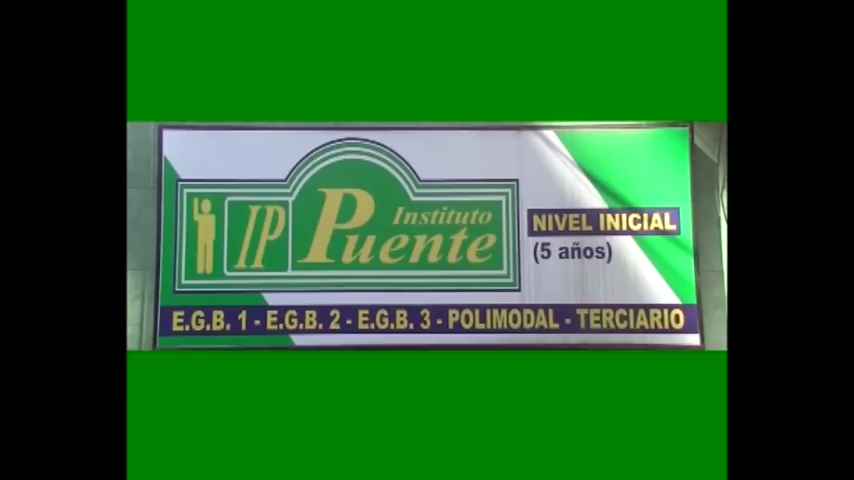 IP
Instituto
Puente
NIVEL INICIAL
(5 años)
E.G.B. 1 - E.G.B. 2 - E.G.B. 3 - POLIMODAL - TERCIARIO